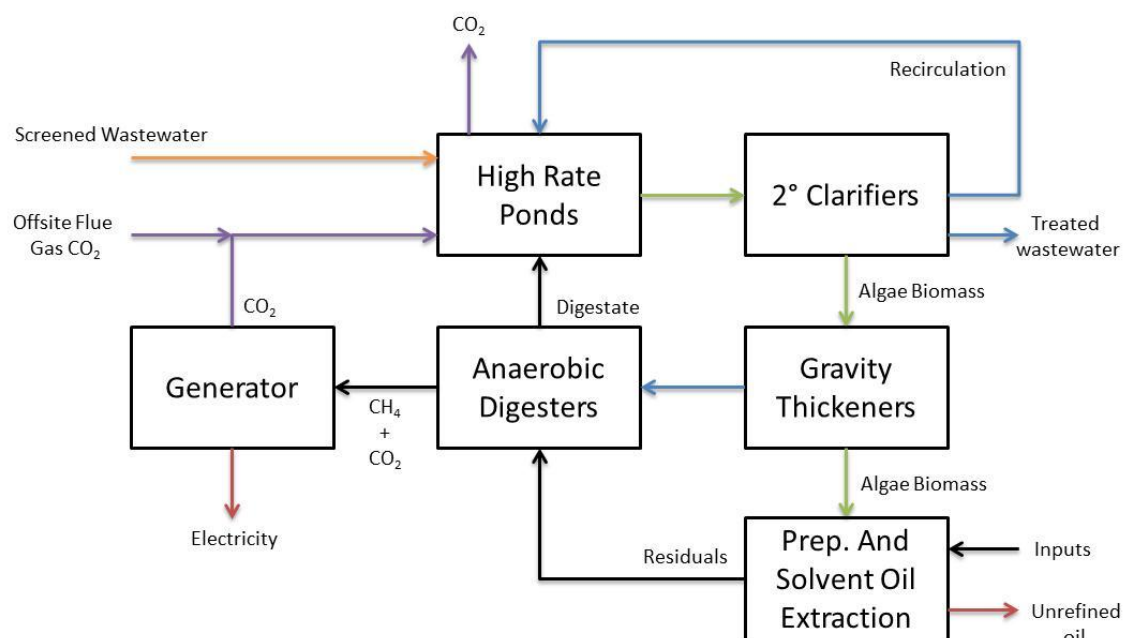 CO₂
Recirculation
Screened Wastewater
High Rate
Ponds
2° Clarifiers
Offsite Flue
Gas CO₂
Treated
wastewater
CO₂
Digestate
Algae Biomass
Generator
Anaerobic
Digesters
Gravity
Thickeners
CH₄
+
CO₂
Algae Biomass
Electricity
Residuals
Prep. And
Solvent Oil
Extraction
Inputs
Unrefined
oil